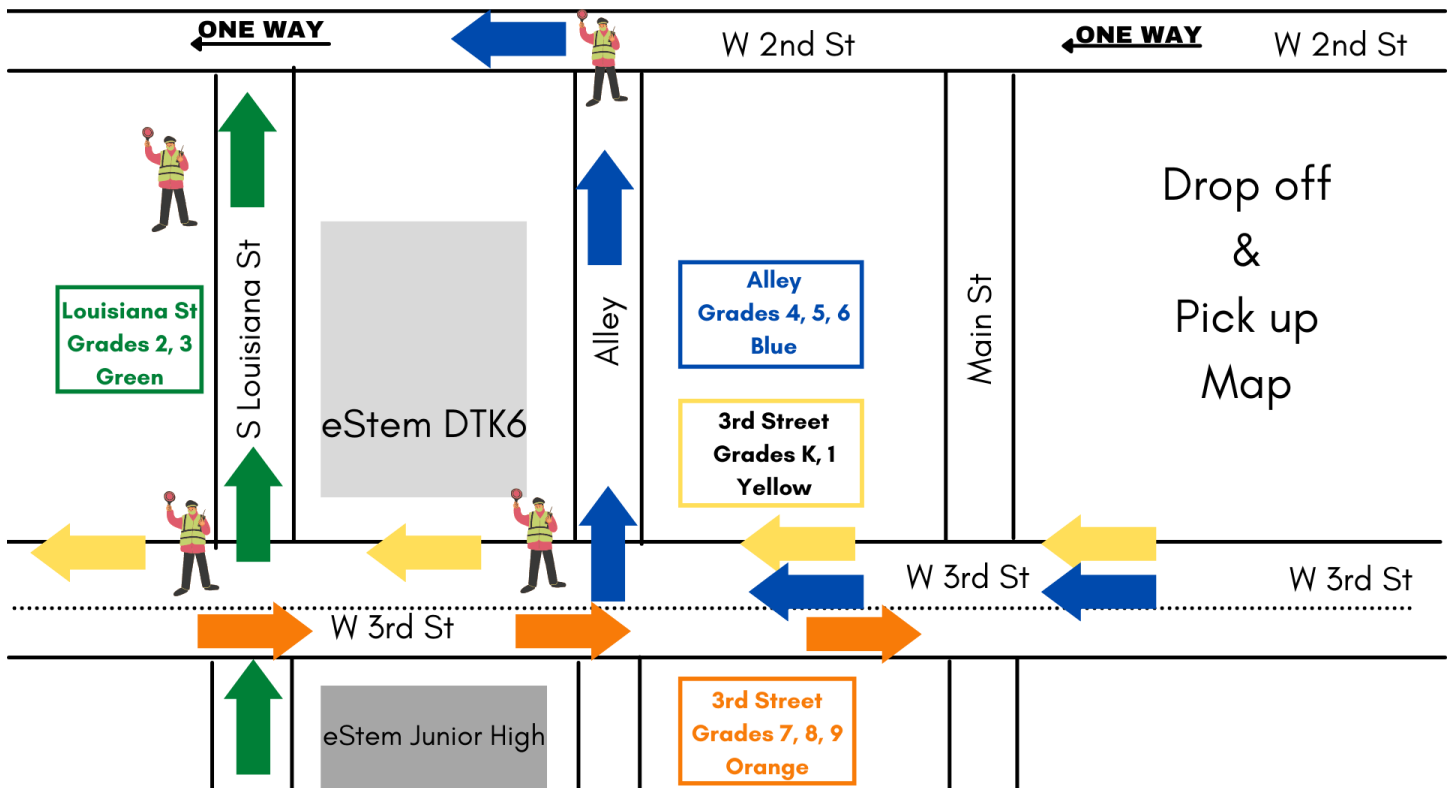 ONE WAY
W 2nd St
ONE WAY
W 2nd St
Drop off
&
Pick up
Map
Louisiana St
Grades 2, 3
Green
S Louisiana St
eStem DTK6
Alley
Alley
Grades 4, 5, 6
Blue
3rd Street
Grades K, 1
Yellow
Main St
W 3rd St
W 3rd St
W 3rd St
eStem Junior High
3rd Street
Grades 7, 8, 9
Orange